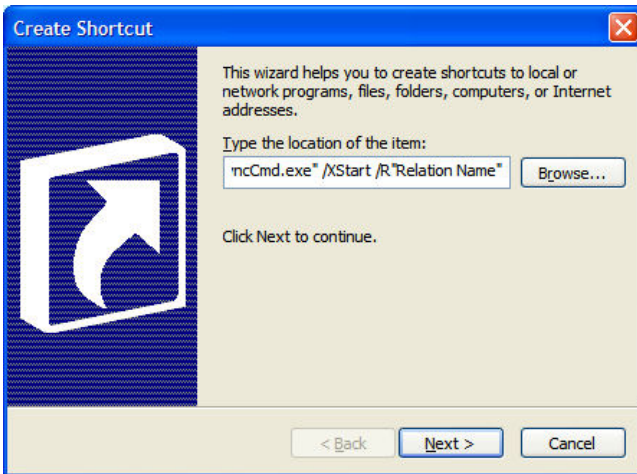 Create Shortcut
This wizard helps you to create shortcuts to local or
network programs, files, folders, computers, or Internet
addresses.
Type the location of the item:
ncCmd.exe" /XStart /R"Relation Name"
Browse...
Click Next to continue.
< Back
Next >
Cancel